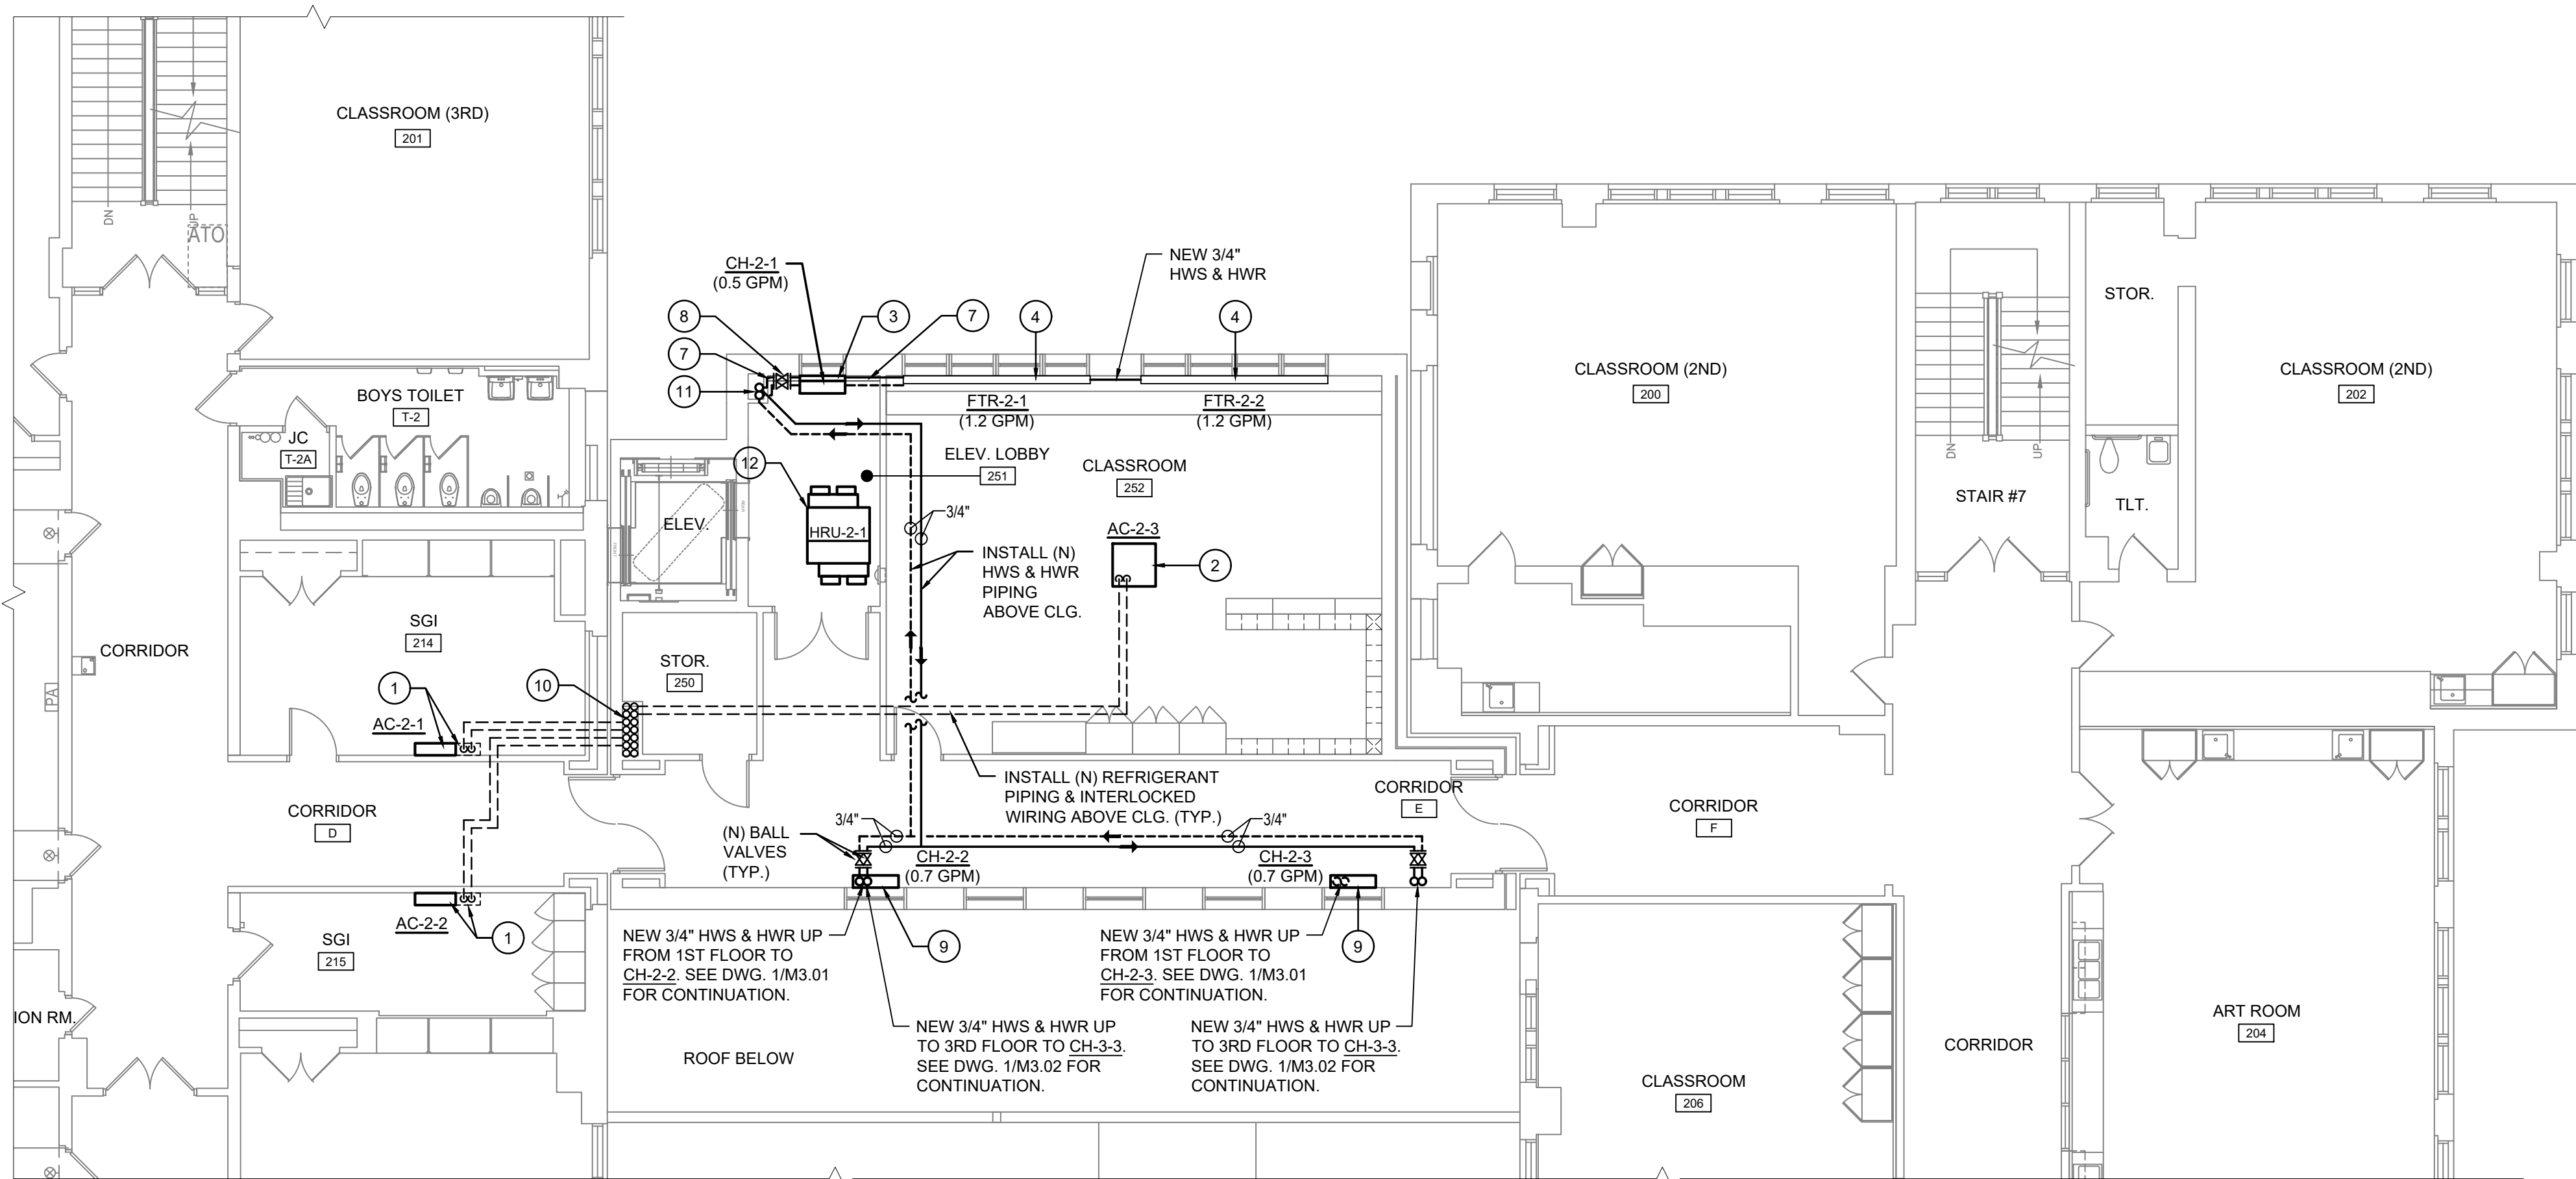 CLASSROOM (3RD)
201
DN
UP
ATO
CH-2-1
(0.5 GPM)
NEW 3/4"
HWS & HWR
8
3
7
4
4
7
11
FTR-2-1
(1.2 GPM)
FTR-2-2
(1.2 GPM)
CLASSROOM (2ND)
200
STOR.
CLASSROOM (2ND)
202
BOYS TOILET
T-2
JC
T-2A
12
ELEV. LOBBY
251
CLASSROOM
252
DN
UP
STAIR #7
TLT.
ELEV.
HRU-2-1
3/4"
AC-2-3
2
INSTALL (N)
HWS & HWR
PIPING
ABOVE CLG.
CORRIDOR
SGI
214
STOR.
250
PA
1
10
AC-2-1
INSTALL (N) REFRIGERANT
PIPING & INTERLOCKED
WIRING ABOVE CLG. (TYP.)
CORRIDOR
E
CORRIDOR
F
CORRIDOR
D
3/4"
3/4"
(N) BALL
VALVES
(TYP.)
CH-2-2
(0.7 GPM)
CH-2-3
(0.7 GPM)
AC-2-2
1
SGI
215
9
9
NEW 3/4" HWS & HWR UP
FROM 1ST FLOOR TO
CH-2-2. SEE DWG. 1/M3.01
FOR CONTINUATION.
NEW 3/4" HWS & HWR UP
FROM 1ST FLOOR TO
CH-2-3. SEE DWG. 1/M3.01
FOR CONTINUATION.
ION RM.
NEW 3/4" HWS & HWR UP
TO 3RD FLOOR TO CH-3-3.
SEE DWG. 1/M3.02 FOR
CONTINUATION.
NEW 3/4" HWS & HWR UP
TO 3RD FLOOR TO CH-3-3.
SEE DWG. 1/M3.02 FOR
CONTINUATION.
ROOF BELOW
CORRIDOR
ART ROOM
204
CLASSROOM
206